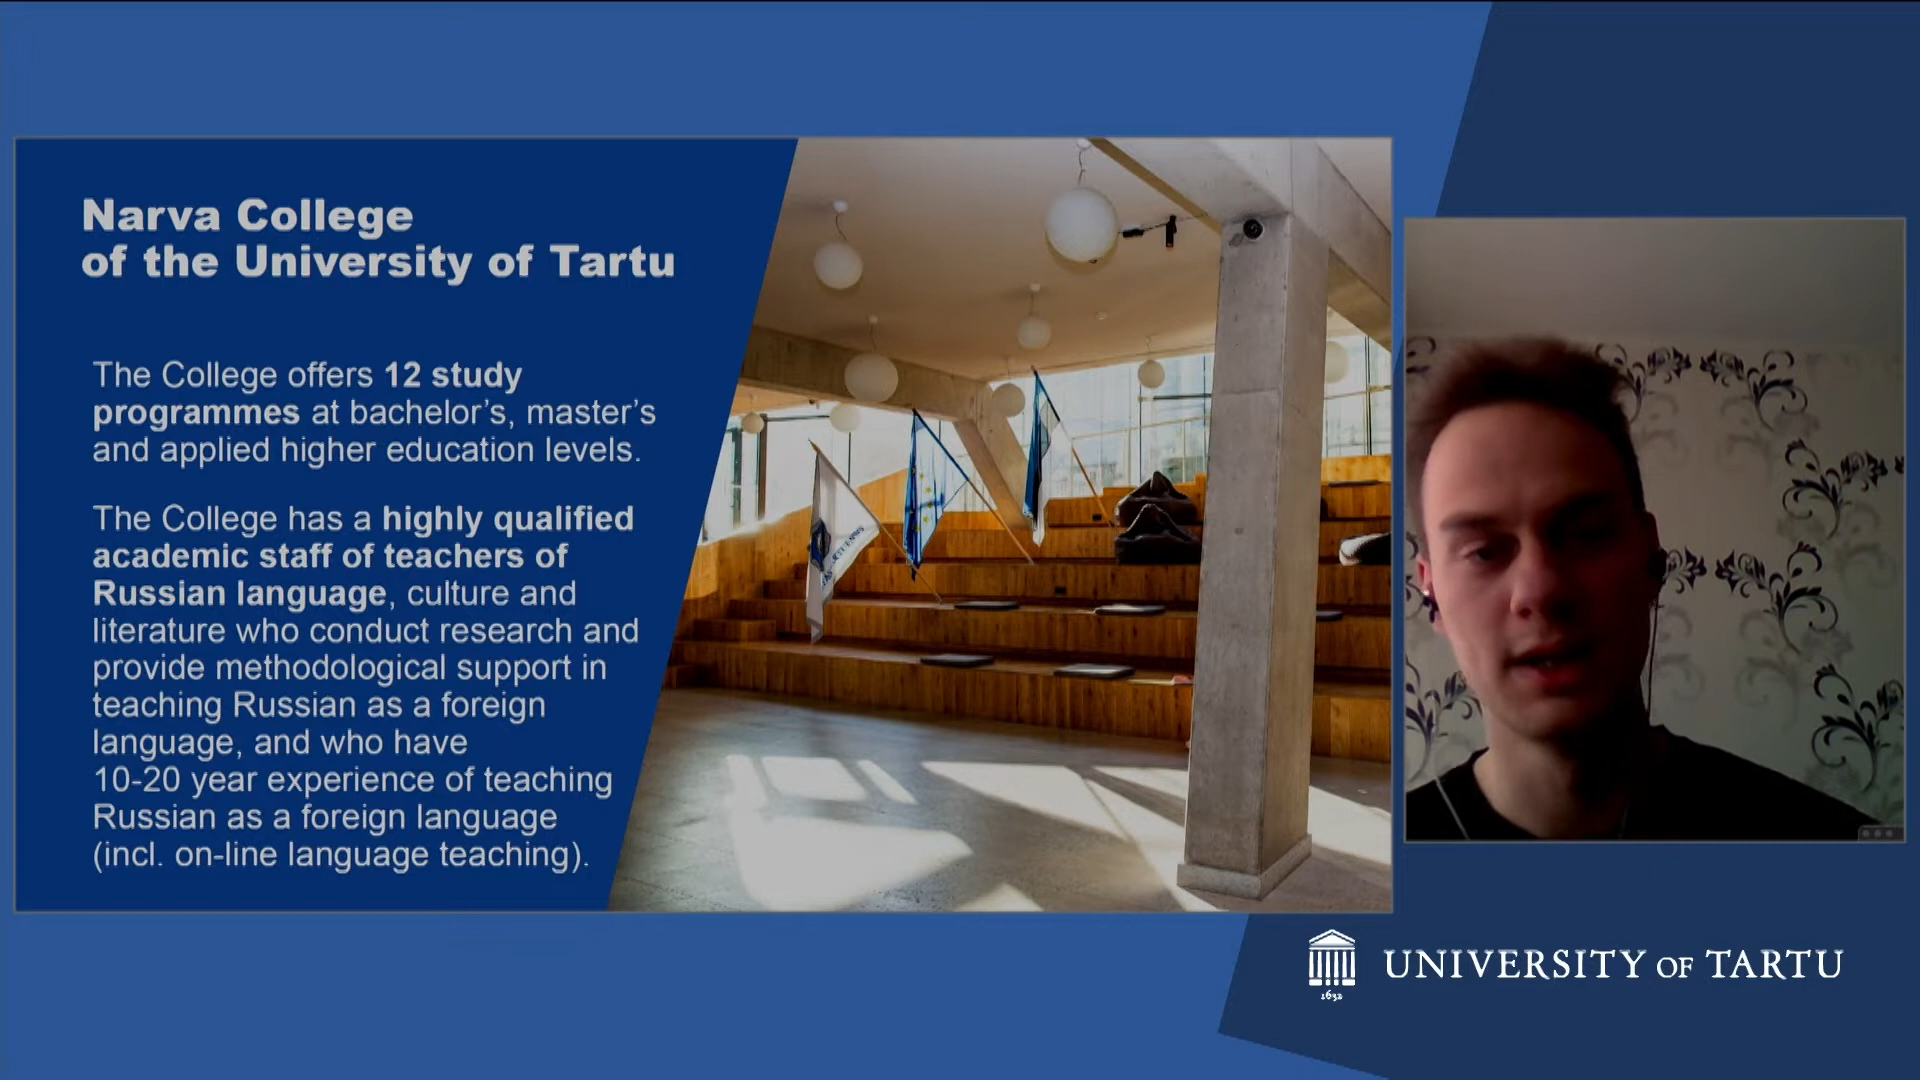 Narva College
of the University of Tartu
The College offers 12 study
programmes at bachelor’s, master’s
and applied higher education levels.
The College has a highly qualified
academic staff of teachers of
Russian language, culture and
literature who conduct research and
provide methodological support in
teaching Russian as a foreign
language, and who have
10-20 year experience of teaching
Russian as a foreign language
(incl. on-line language teaching).
UNIVERSITY OF TARTU
1632